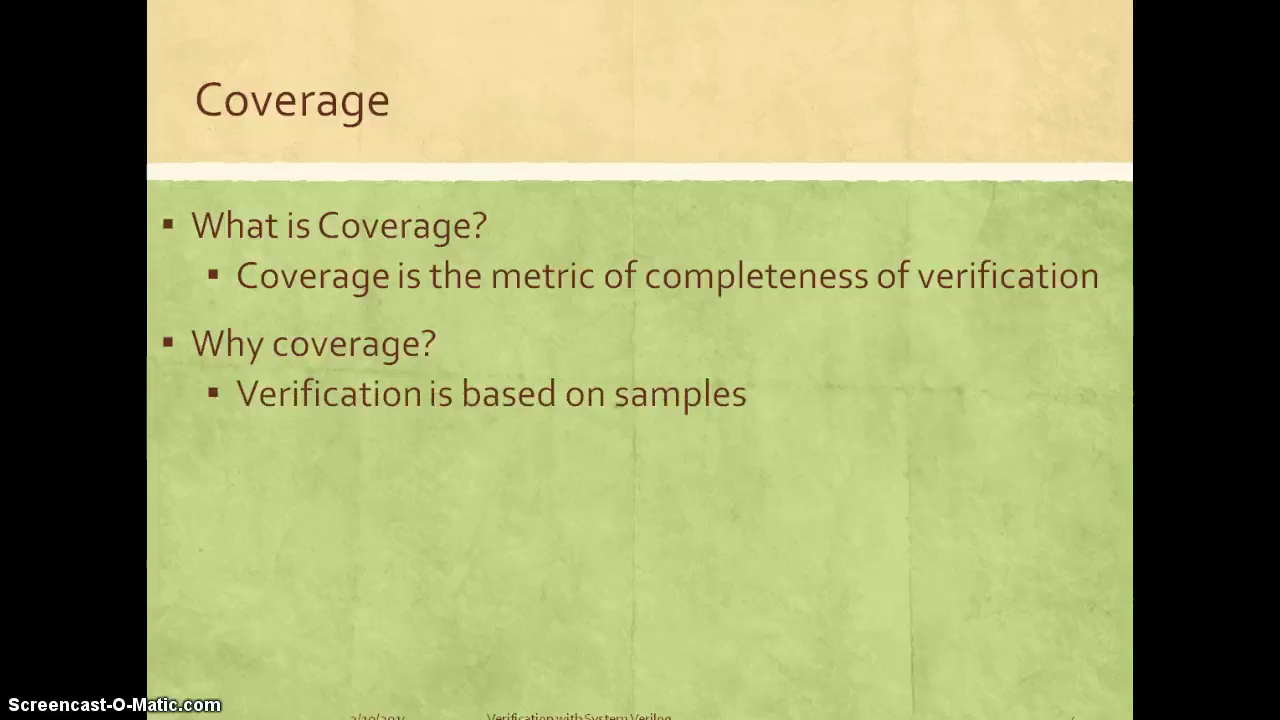 Coverage
▪ What is Coverage?
▪ Coverage is the metric of completeness of verification
▪ Why coverage?
▪ Verification is based on samples
Verification with System Verilog
Screencast-O-Matic.com